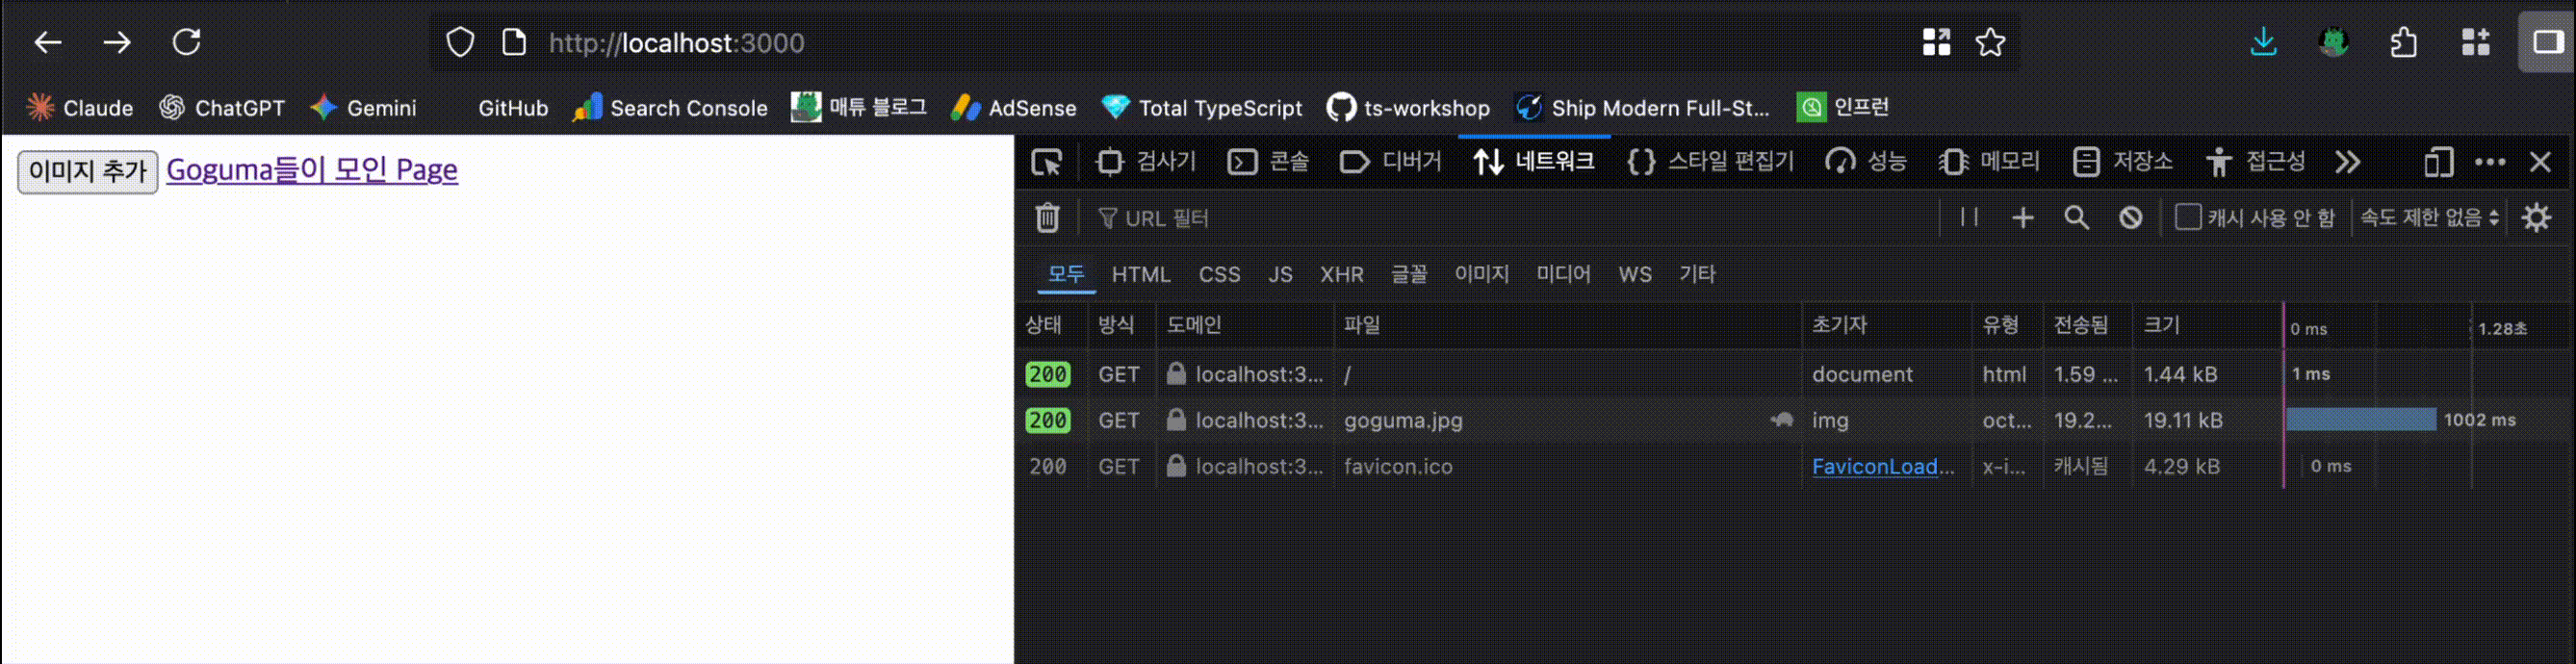 http://localhost:3000
Claude ChatGPT Gemini GitHub Search Console 매튜 블로그 AdSense Total TypeScript ts-workshop Ship Modern Full-St... 인프런
이미지 추가 Goguma들이 모인 Page
검사기 콘솔 디버거 네트워크 스타일 편집기 성능 메모리 저장소 접근성
URL 필터 캐시 사용 안 함 속도 제한 없음
모두 HTML CSS JS XHR 글꼴 이미지 미디어 WS 기타
상태 방식 도메인 파일 초기자 유형 전송됨 크기 0 ms 1.28초
200 GET localhost:3... / document html 1.59 ... 1.44 kB 1 ms
200 GET localhost:3... goguma.jpg img oct... 19.2... 19.11 kB 1002 ms
200 GET localhost:3... favicon.ico FaviconLoad... x-i... 캐시됨 4.29 kB 0 ms